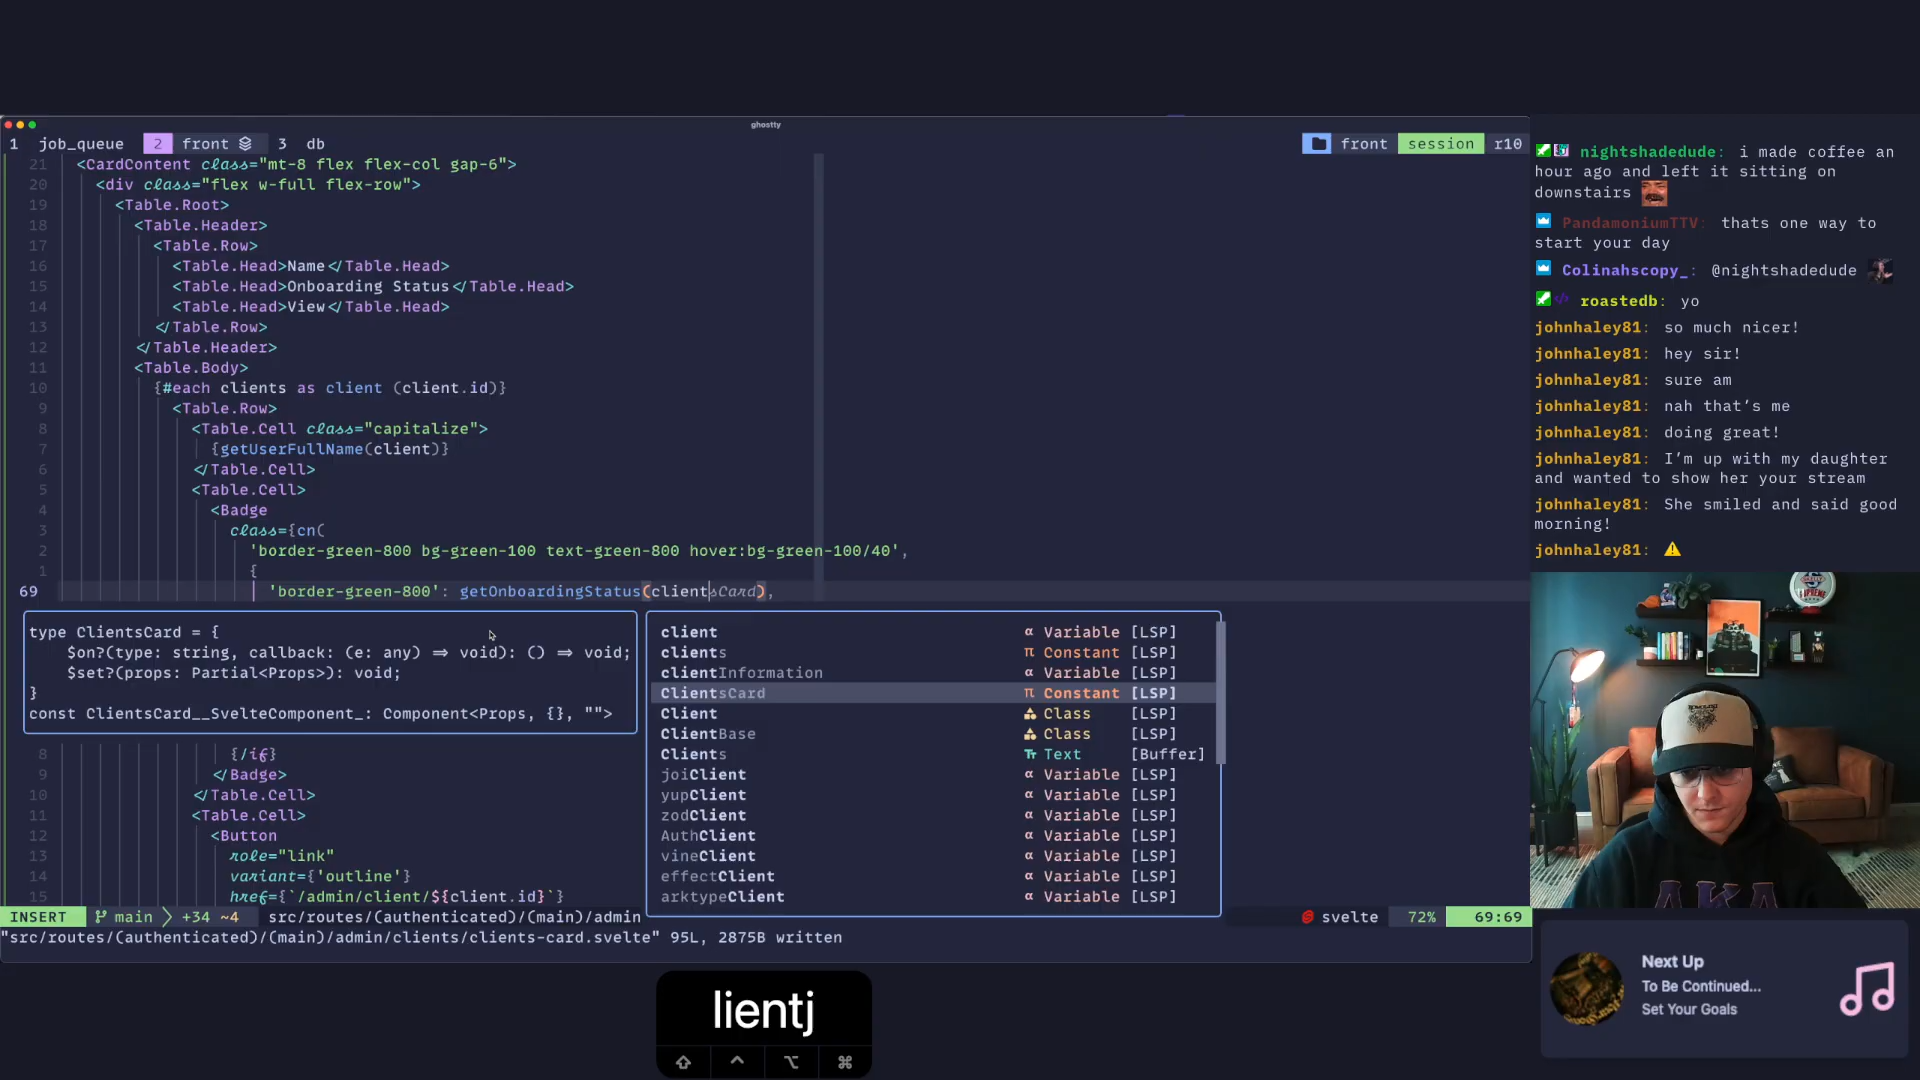 ghostty
1 job_queue 2 front 3 db
front session r10
21 <CardContent class="mt-8 flex flex-col gap-6">
20 <div class="flex w-full flex-row">
19 <Table.Root>
18 <Table.Header>
17 <Table.Row>
16 <Table.Head>Name</Table.Head>
15 <Table.Head>Onboarding Status</Table.Head>
14 <Table.Head>View</Table.Head>
13 </Table.Row>
12 </Table.Header>
11 <Table.Body>
10 {#each clients as client (client.id)}
9 <Table.Row>
8 <Table.Cell class="capitalize">
7 {getUserFullName(client)}
6 </Table.Cell>
5 <Table.Cell>
4 <Badge
3 class={cn(
2 'border-green-800 bg-green-100 text-green-800 hover:bg-green-100/40',
1 {
69 'border-green-800': getOnboardingStatus(clientsCard),
type ClientsCard = {
$on?(type: string, callback: (e: any) ⇒ void): () ⇒ void;
$set?(props: Partial<Props>): void;
}
const ClientsCard__SvelteComponent_: Component<Props, {}, "">
client α Variable [LSP]
clients π Constant [LSP]
clientInformation α Variable [LSP]
ClientsCard π Constant [LSP]
Client Class [LSP]
ClientBase Class [LSP]
Clients Text [Buffer]
joiClient α Variable [LSP]
yupClient α Variable [LSP]
zodClient α Variable [LSP]
AuthClient α Variable [LSP]
vineClient α Variable [LSP]
effectClient α Variable [LSP]
arktypeClient α Variable [LSP]
8 {/if}
9 </Badge>
10 </Table.Cell>
11 <Table.Cell>
12 <Button
13 role="link"
14 variant={'outline'}
15 href={`/admin/client/${client.id}`}
INSERT main +34 ~4 src/routes/(authenticated)/(main)/admin svelte 72% 69:69
"src/routes/(authenticated)/(main)/admin/clients/clients-card.svelte" 95L, 2875B written
lientj
nightshadedude: i made coffee an
hour ago and left it sitting on
downstairs
PandamoniumTTV: thats one way to
start your day
Colinahscopy_: @nightshadedude
roastedb: yo
johnhaley81: so much nicer!
johnhaley81: hey sir!
johnhaley81: sure am
johnhaley81: nah that's me
johnhaley81: doing great!
johnhaley81: I'm up with my daughter
and wanted to show her your stream
johnhaley81: She smiled and said good
morning!
johnhaley81: ⚠
Next Up
To Be Continued...
Set Your Goals